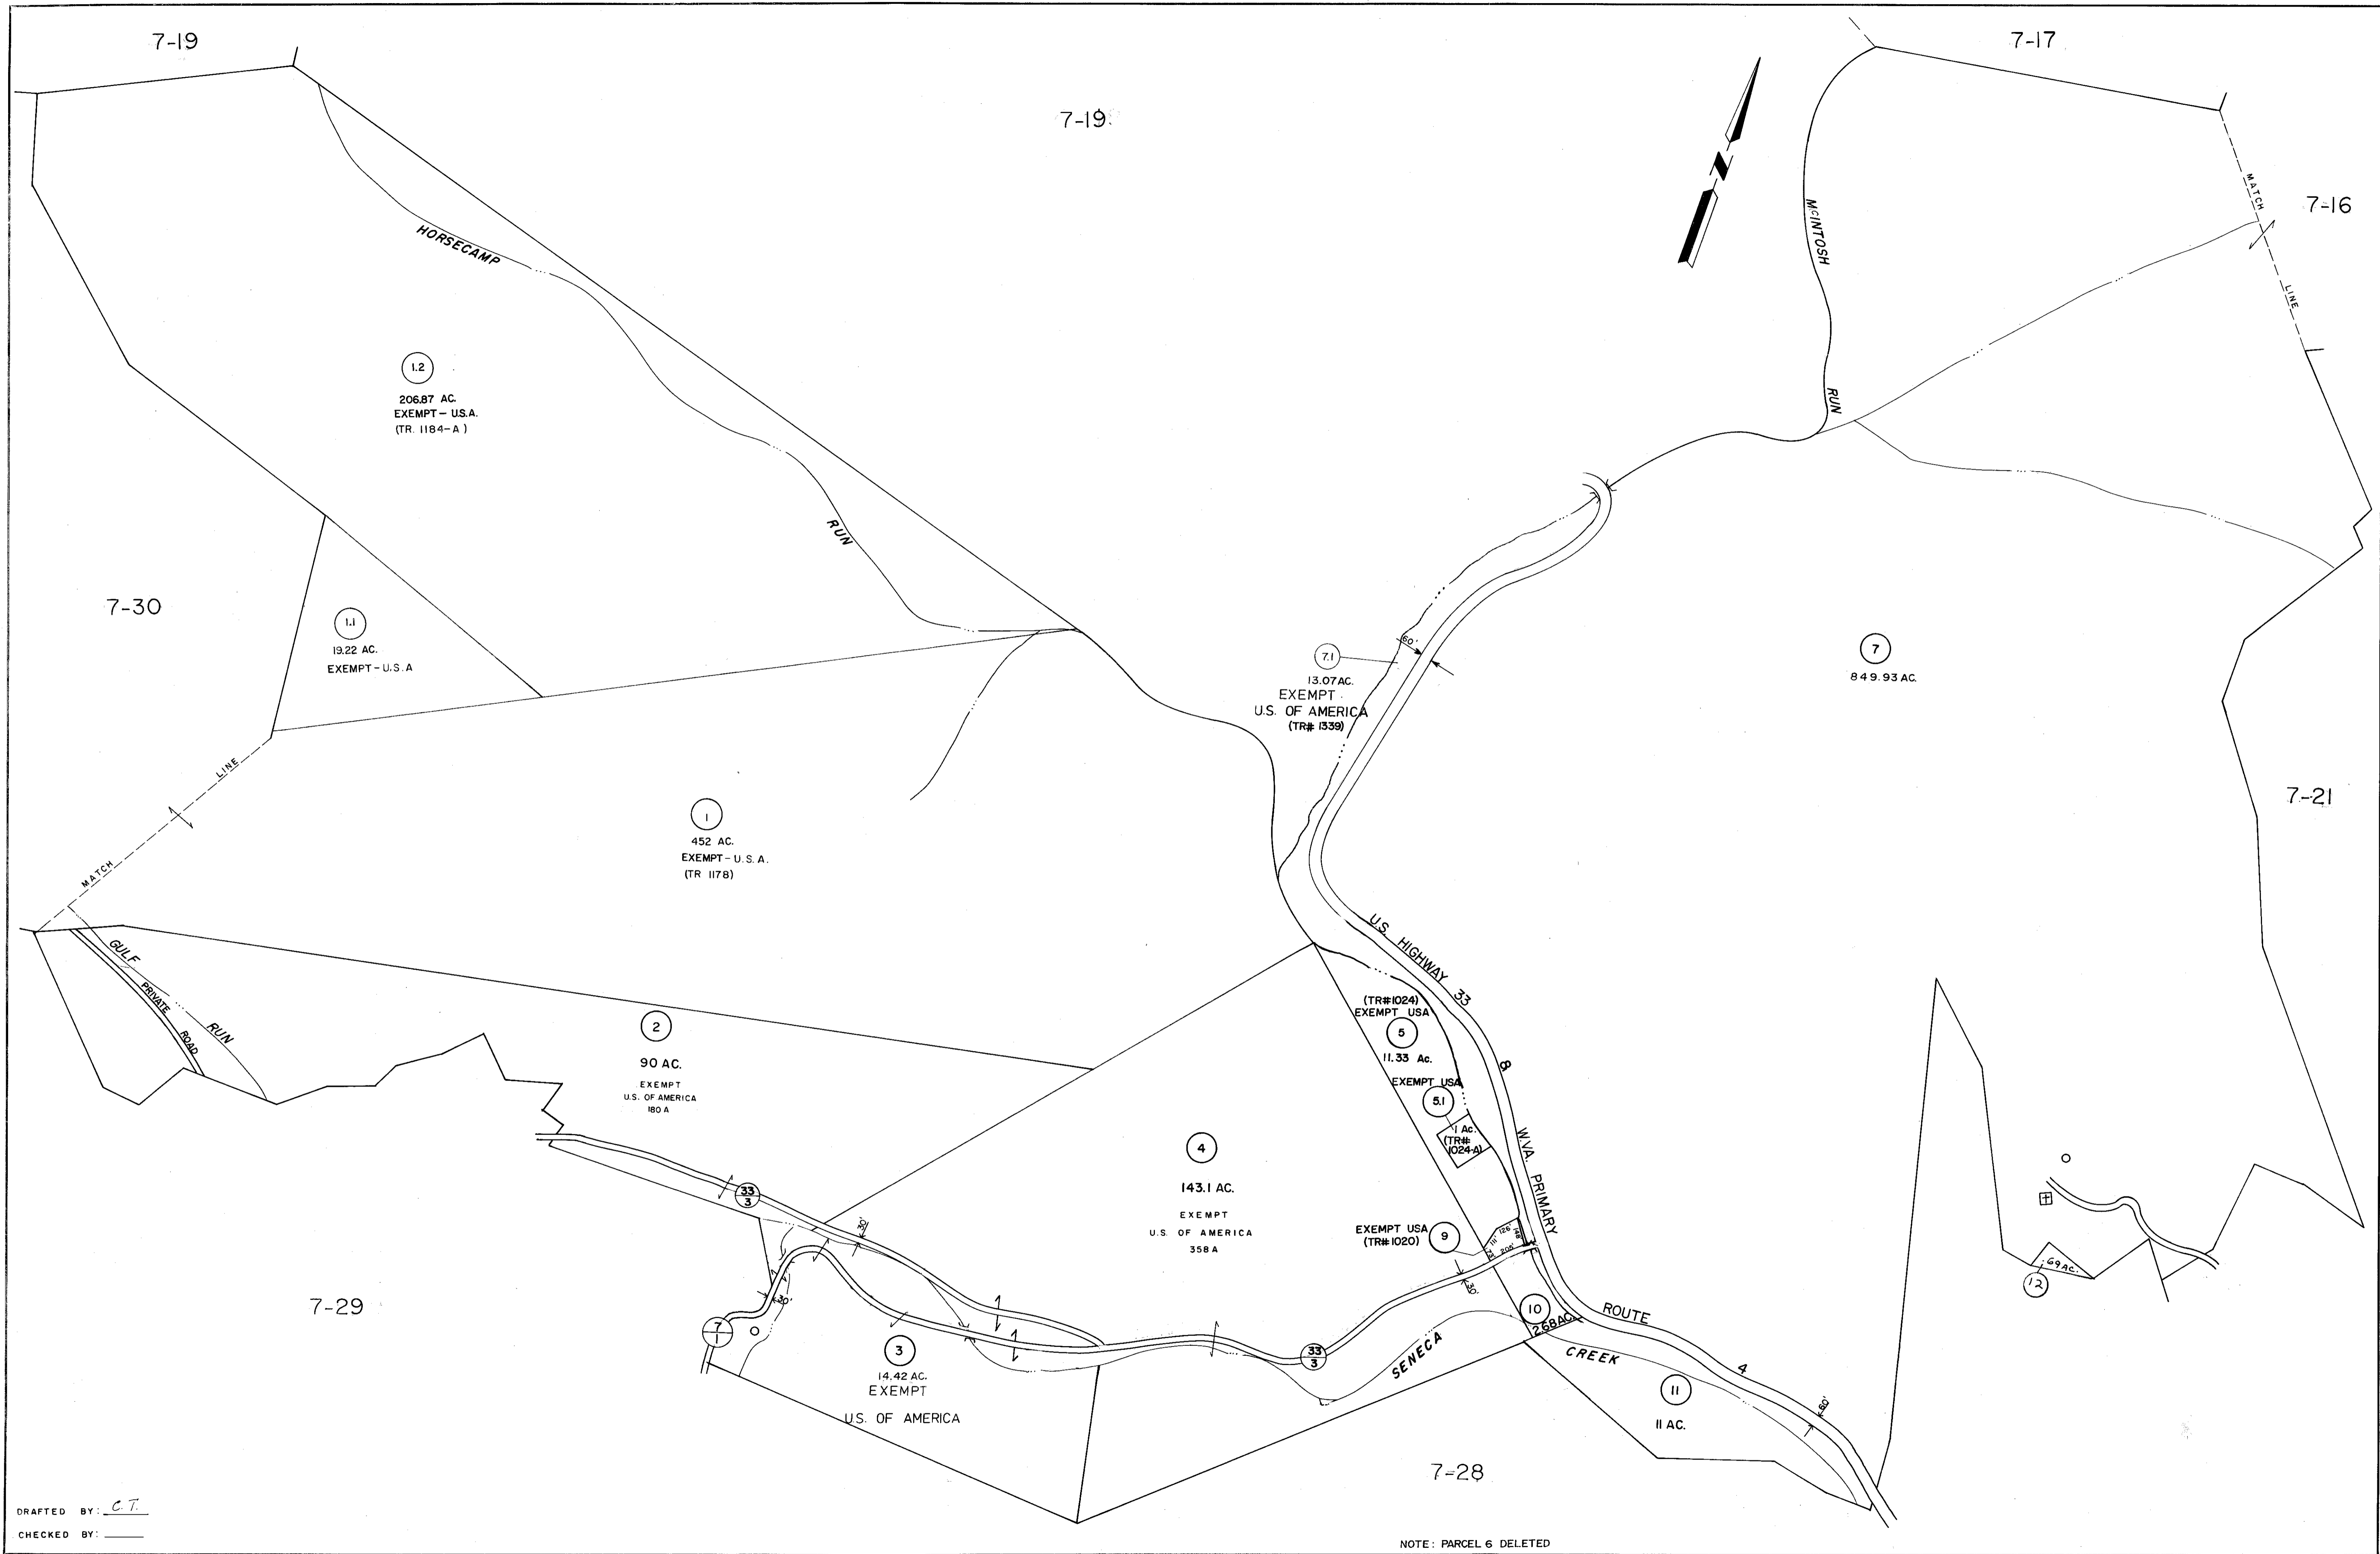 7-19
7-17
7-19
N
7-16
MATCH
LINE
McINTOSH
RUN
HORSECAMP
RUN
1.2
206.87 AC.
EXEMPT - U.S.A.
(TR. 1184-A)
7-30
1.1
19.22 AC.
EXEMPT - U.S.A
60'
7.1
13.07 AC.
EXEMPT
U.S. OF AMERICA
(TR# 1339)
7
849.93 AC.
7-21
MATCH
LINE
1
452 AC.
EXEMPT - U.S.A.
(TR 1178)
GULF
RUN
PRIVATE
ROAD
U.S. HIGHWAY 33
8
W.VA. PRIMARY
ROUTE
4
(TR#1024)
EXEMPT USA
5
11.33 Ac.
EXEMPT USA
5.1
1 Ac.
(TR#
1024-A)
2
90 AC.
EXEMPT
U.S. OF AMERICA
180 A
4
143.1 AC.
EXEMPT
U.S. OF AMERICA
358 A
33
3
30'
EXEMPT USA
(TR#1020)
9
111'
126'
148'
208'
73'
30'
12
.69 AC.
7-29
30'
7
1
3
14.42 AC.
EXEMPT
U.S. OF AMERICA
33
3
SENECA
CREEK
10
2.68 AC.
11
11 AC.
60'
7-28
DRAFTED BY: C.T.
CHECKED BY:
NOTE: PARCEL 6 DELETED